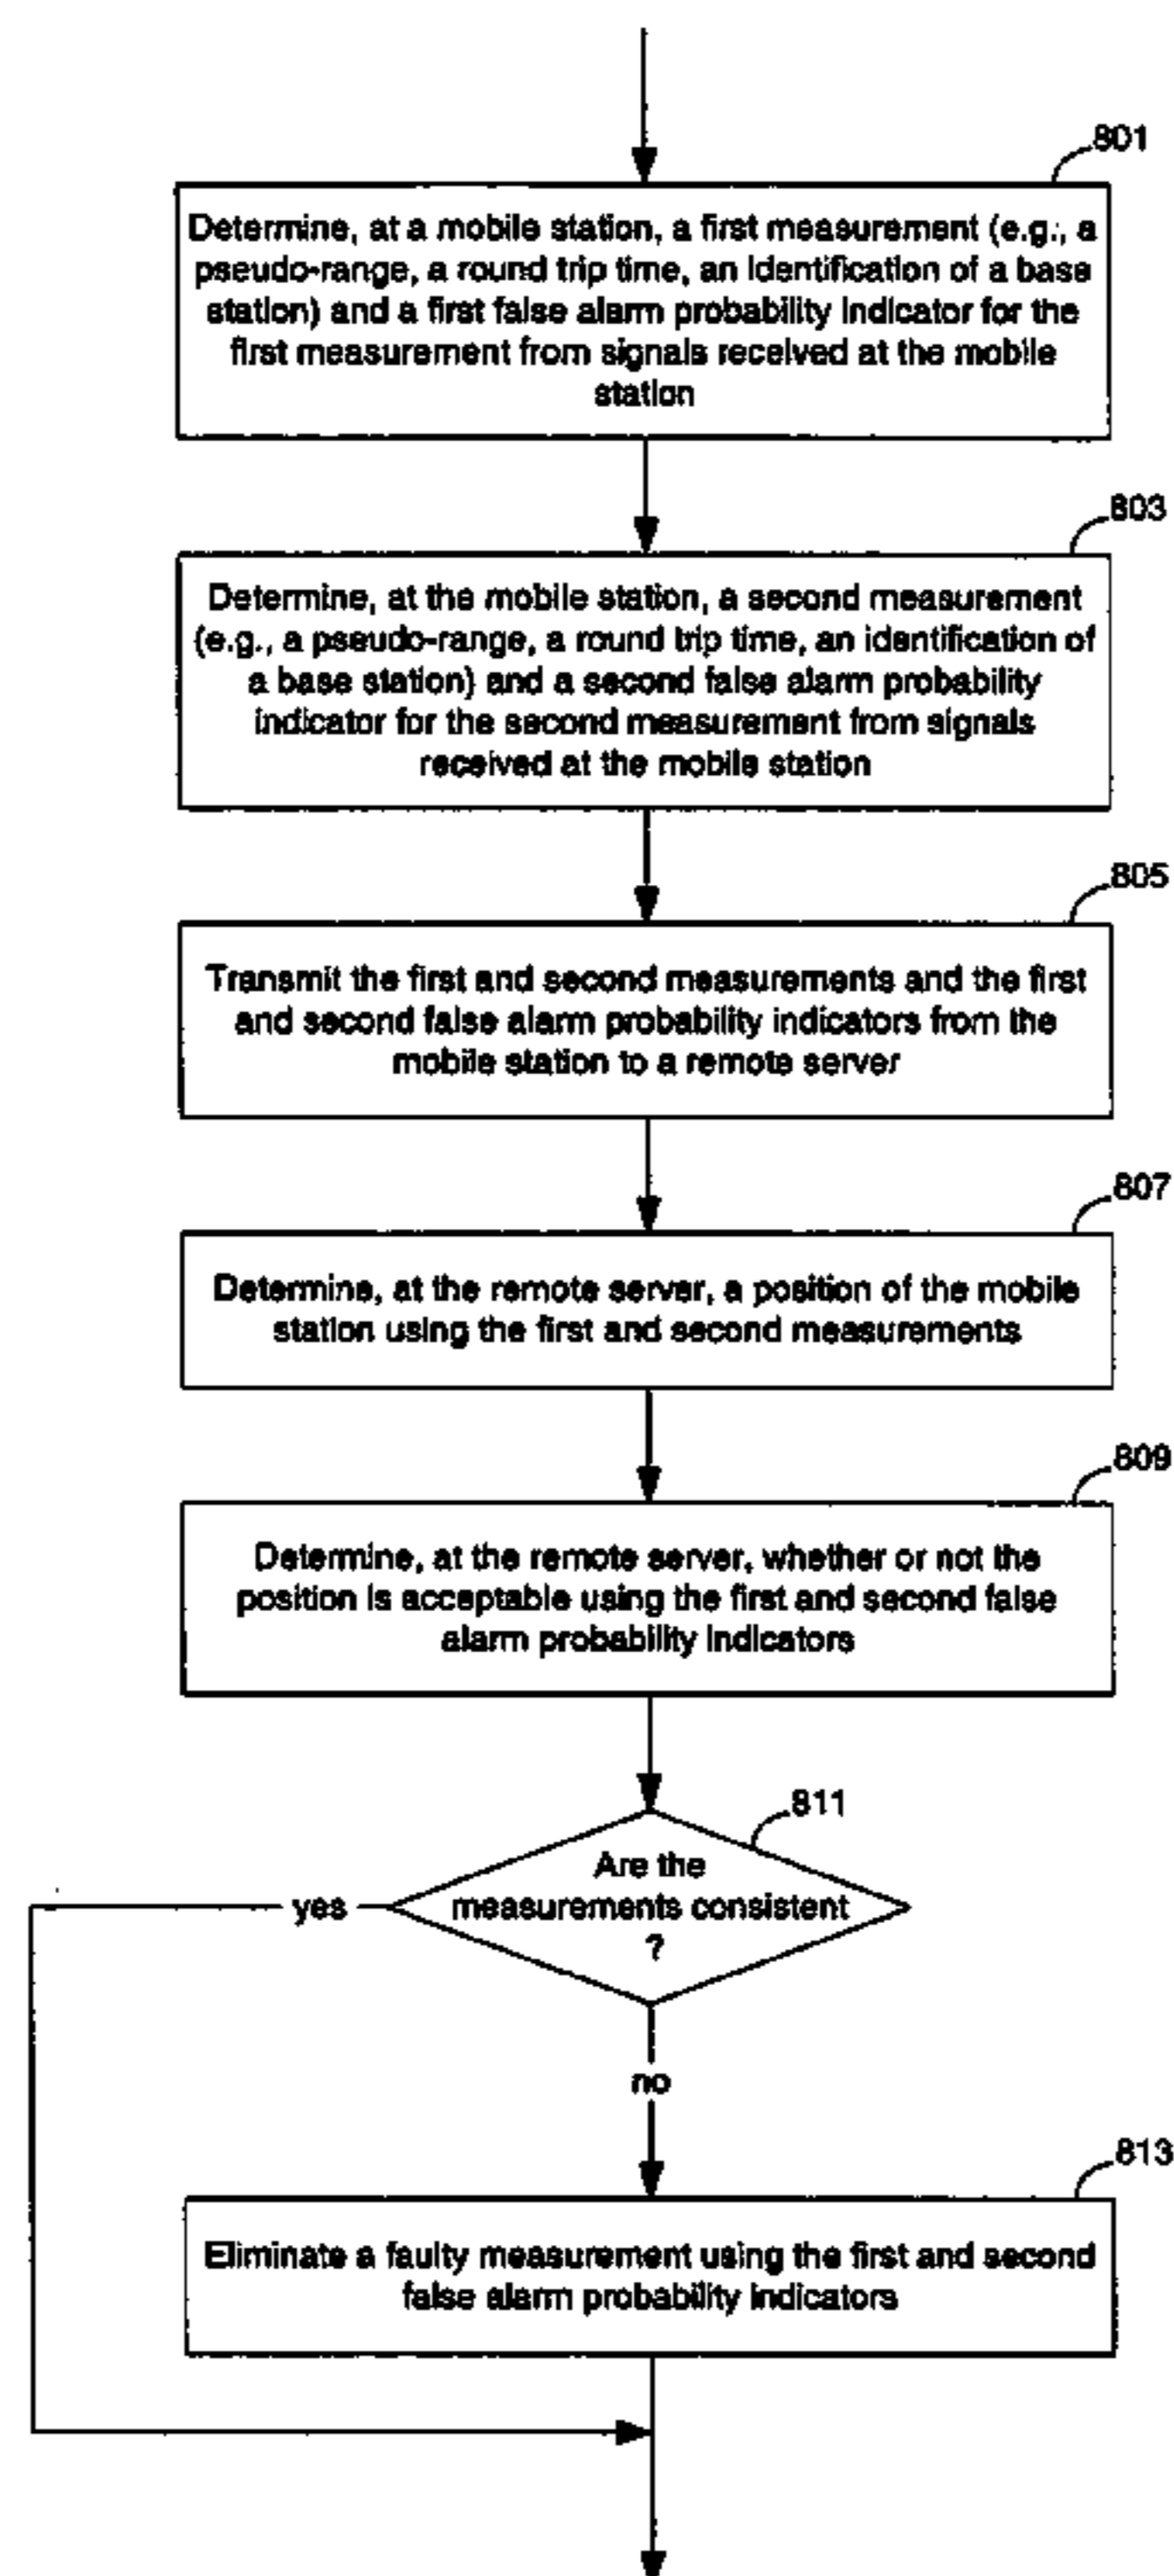 801
Determine, at a mobile station, a first measurement (e.g., a
pseudo-range, a round trip time, an identification of a base
station) and a first false alarm probability indicator for the
first measurement from signals received at the mobile
station
803
Determine, at the mobile station, a second measurement
(e.g., a pseudo-range, a round trip time, an identification of
a base station) and a second false alarm probability
indicator for the second measurement from signals
received at the mobile station
805
Transmit the first and second measurements and the first
and second false alarm probability indicators from the
mobile station to a remote server
807
Determine, at the remote server, a position of the mobile
station using the first and second measurements
809
Determine, at the remote server, whether or not the
position is acceptable using the first and second false
alarm probability indicators
811
Are the
yes
measurements consistent
?
no
813
Eliminate a faulty measurement using the first and second
false alarm probability indicators